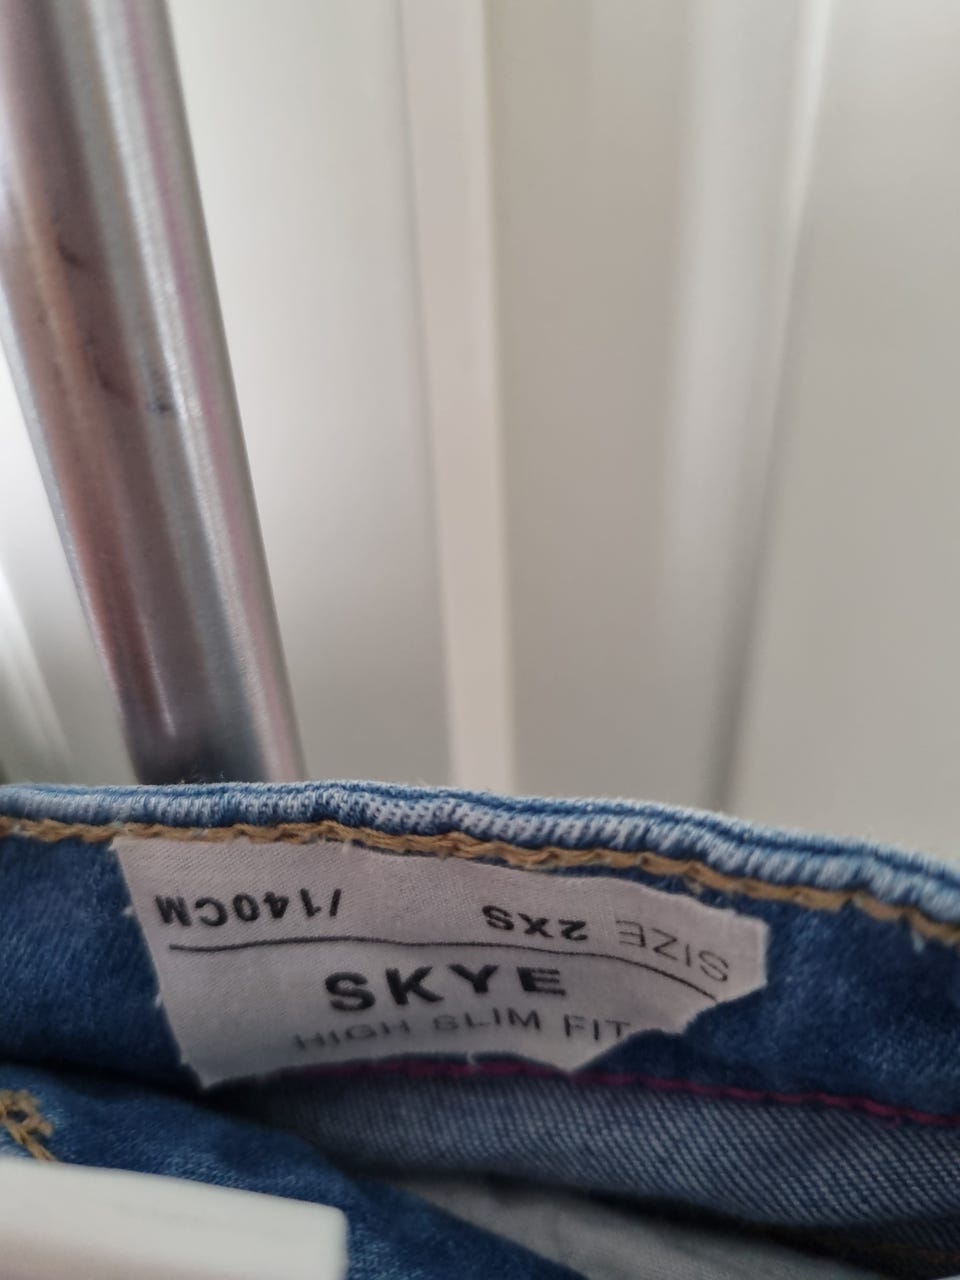 SIZE 2XS /140CM
SKYE
HIGH SLIM FIT